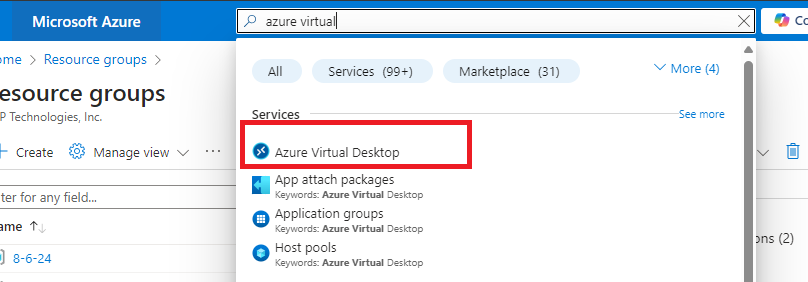 Microsoft Azure
azure virtual
Co
ome > Resource groups >
All
Services (99+)
Marketplace (31)
More (4)
esource groups
P Technologies, Inc.
Services
See more
Create
Manage view
...
Azure Virtual Desktop
App attach packages
Keywords: Azure Virtual Desktop
ter for any field...
Application groups
Keywords: Azure Virtual Desktop
ame ↑↓
ons (2)
Host pools
Keywords: Azure Virtual Desktop
8-6-24